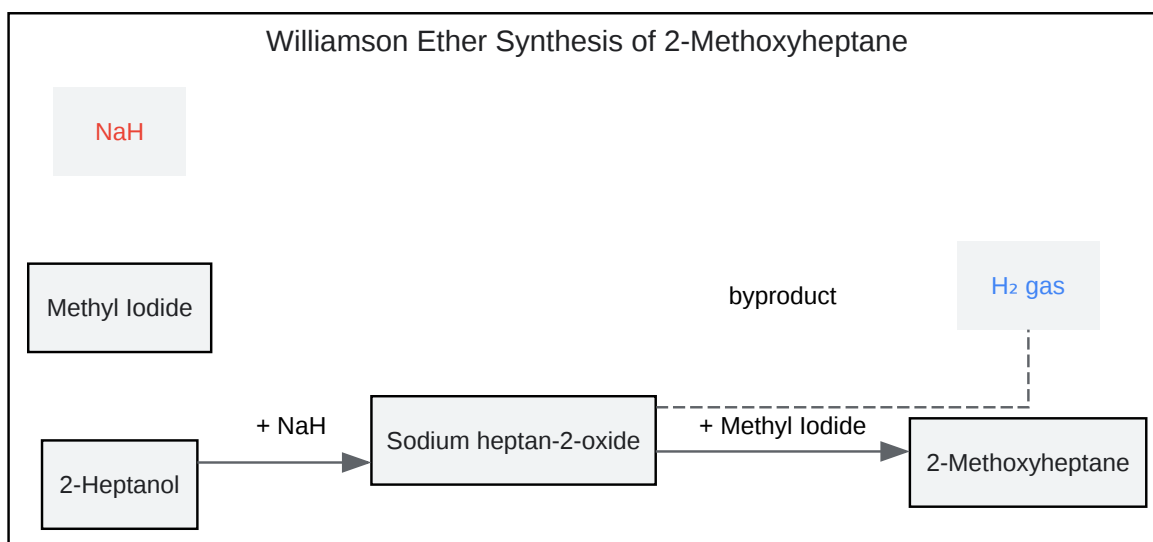 Williamson Ether Synthesis of 2-Methoxyheptane
NaH
Methyl Iodide
byproduct
H₂ gas
2-Heptanol
+ NaH
Sodium heptan-2-oxide
+ Methyl Iodide
2-Methoxyheptane